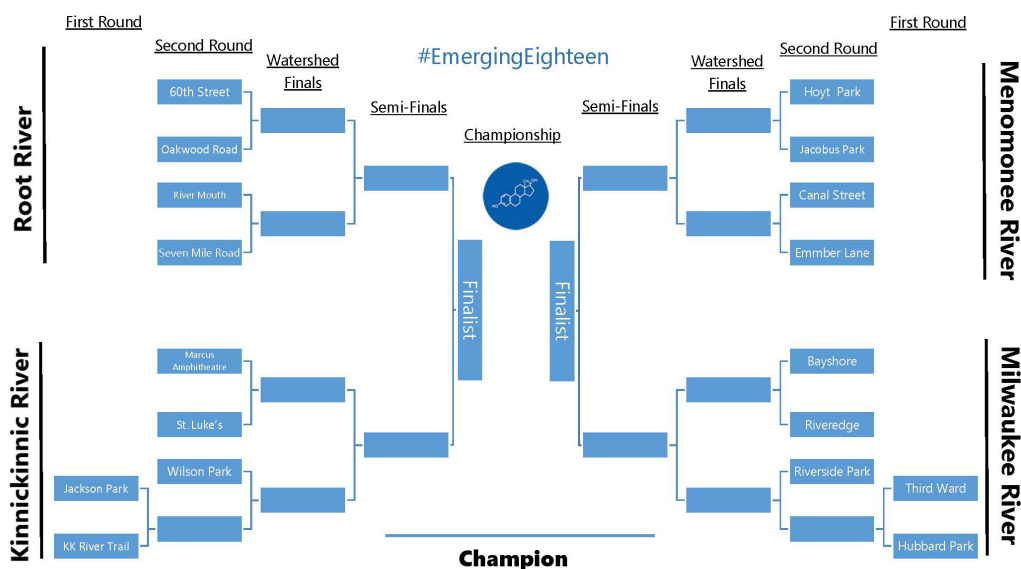 First Round
Second Round
Watershed
Finals
Semi-Finals
#EmergingEighteen
Championship
Semi-Finals
Watershed
Finals
Second Round
First Round
Root River
60th Street
Oakwood Road
River Mouth
Seven Mile Road
Kinnickinnic River
Marcus
Amphitheatre
St. Luke's
Wilson Park
Jackson Park
KK River Trail
Finalist
CH₃
OH
HO
Finalist
Champion
Menomonee River
Hoyt Park
Jacobus Park
Canal Street
Emmber Lane
Milwaukee River
Bayshore
Riveredge
Riverside Park
Third Ward
Hubbard Park